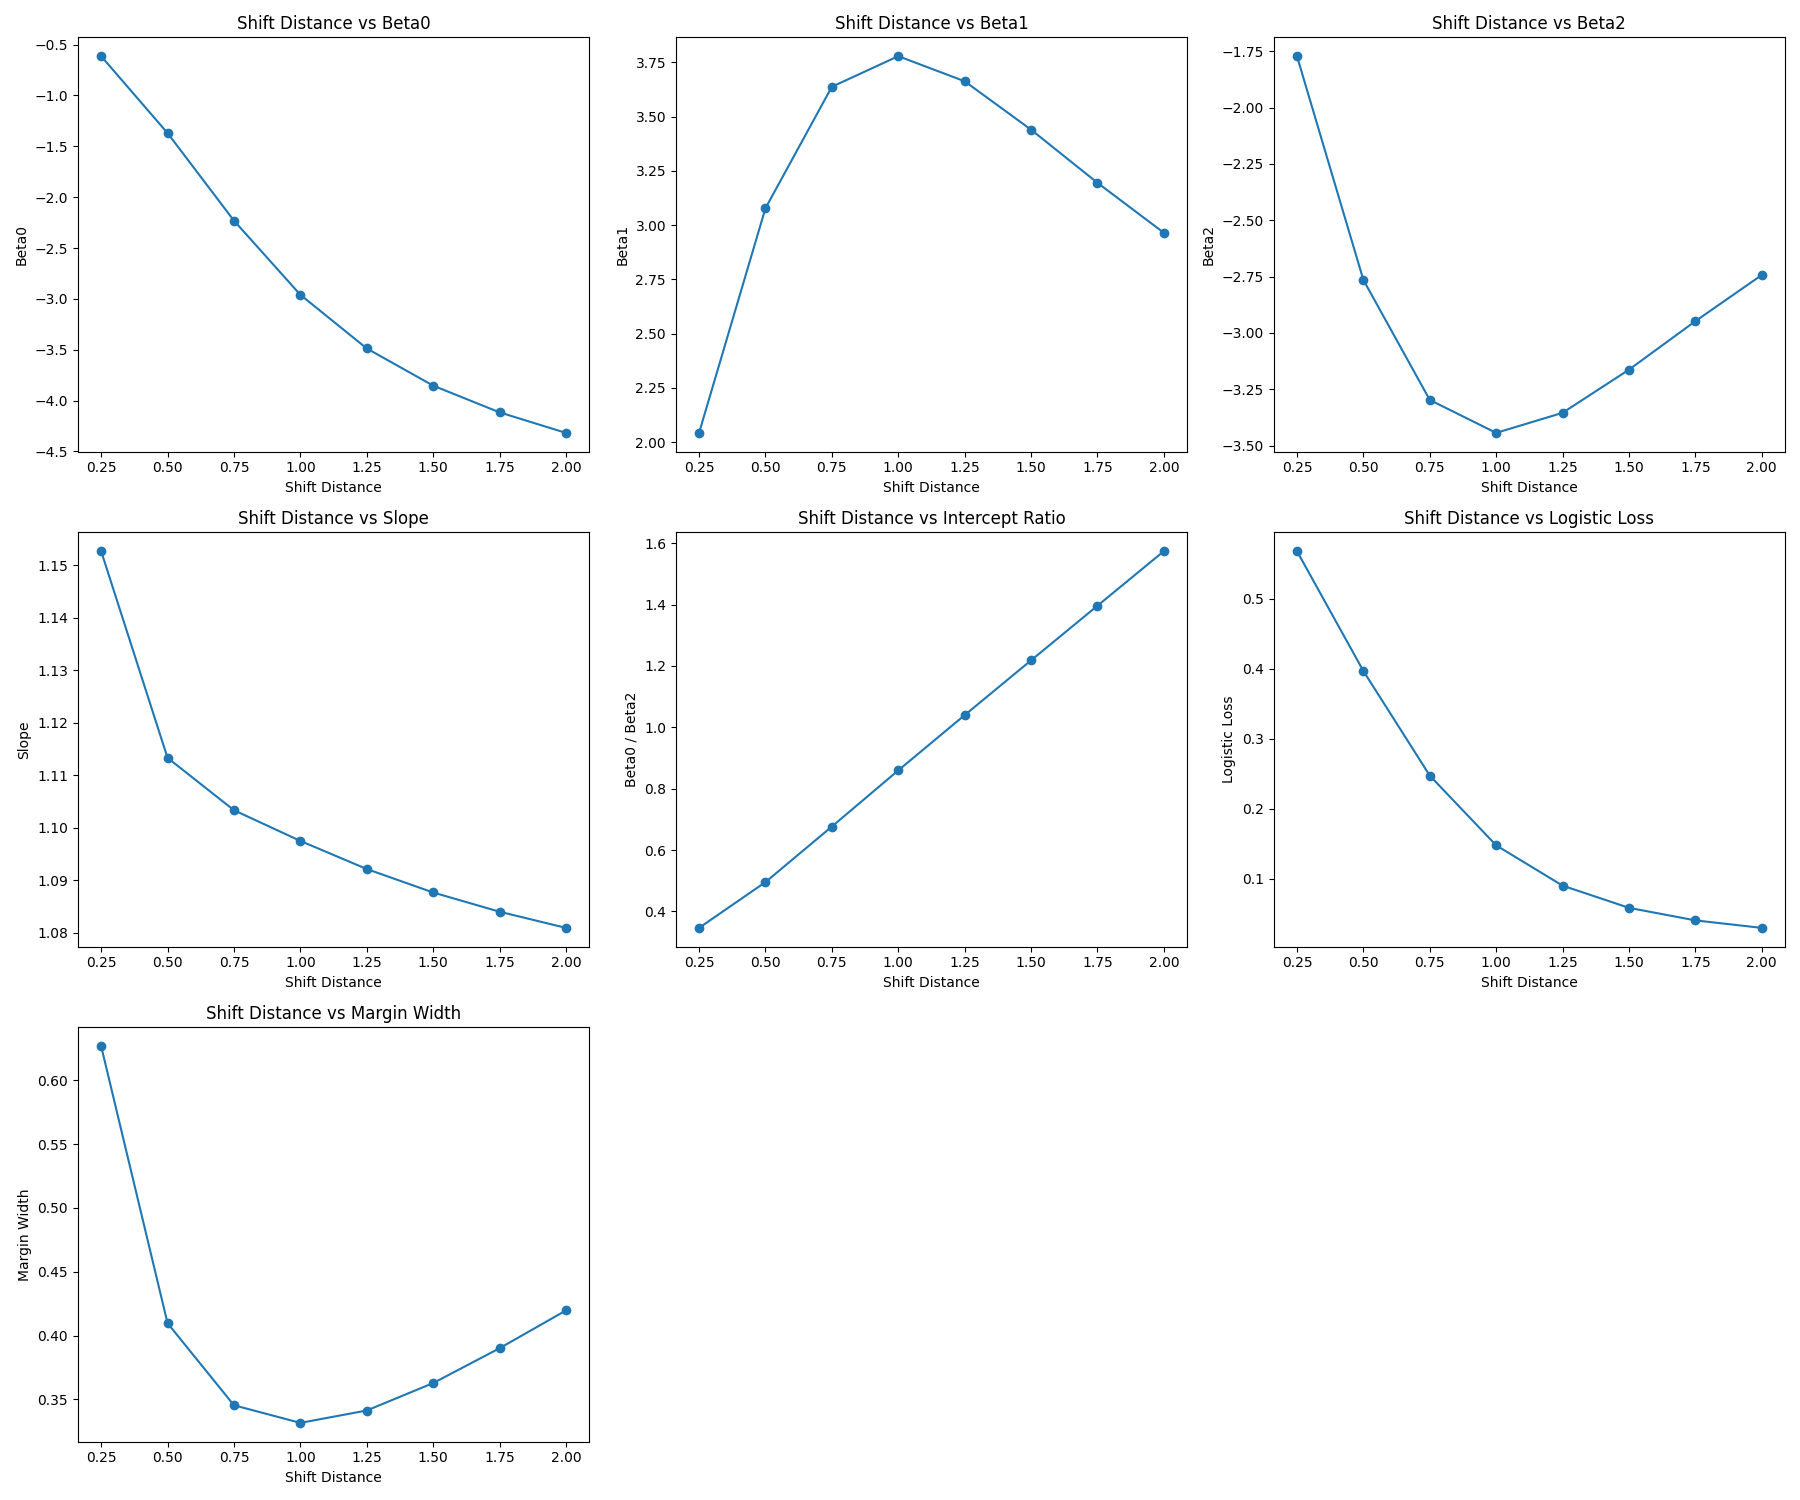 Shift Distance vs Beta0
−0.5
−1.0
−1.5
−2.0
−2.5
−3.0
−3.5
−4.0
−4.5
Beta0
0.25 0.50 0.75 1.00 1.25 1.50 1.75 2.00
Shift Distance
Shift Distance vs Beta1
3.75
3.50
3.25
3.00
2.75
2.50
2.25
2.00
Beta1
0.25 0.50 0.75 1.00 1.25 1.50 1.75 2.00
Shift Distance
Shift Distance vs Beta2
−1.75
−2.00
−2.25
−2.50
−2.75
−3.00
−3.25
−3.50
Beta2
0.25 0.50 0.75 1.00 1.25 1.50 1.75 2.00
Shift Distance
Shift Distance vs Slope
1.15
1.14
1.13
1.12
1.11
1.10
1.09
1.08
Slope
0.25 0.50 0.75 1.00 1.25 1.50 1.75 2.00
Shift Distance
Shift Distance vs Intercept Ratio
1.6
1.4
1.2
1.0
0.8
0.6
0.4
Beta0 / Beta2
0.25 0.50 0.75 1.00 1.25 1.50 1.75 2.00
Shift Distance
Shift Distance vs Logistic Loss
0.5
0.4
0.3
0.2
0.1
Logistic Loss
0.25 0.50 0.75 1.00 1.25 1.50 1.75 2.00
Shift Distance
Shift Distance vs Margin Width
0.60
0.55
0.50
0.45
0.40
0.35
Margin Width
0.25 0.50 0.75 1.00 1.25 1.50 1.75 2.00
Shift Distance